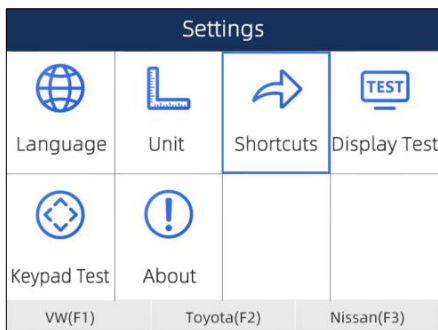 Settings
TEST
Language Unit Shortcuts Display Test
Keypad Test About
VW(F1) Toyota(F2) Nissan(F3)